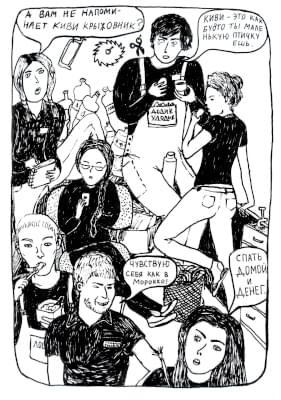 А ВАМ НЕ НАПОМИ-
НАЕТ КИВИ КРЫЖОВНИК?
КИВИ - ЭТО КАК
БУДТО ТЫ МАЛЕ
НЬКУЮ ПТИЧКУ
ЕШЬ.
ЧУВСТВУЮ
СЕБЯ КАК В
МОРОККО!
СПАТЬ
ДОМОЙ
И
ДЕНЕГ.